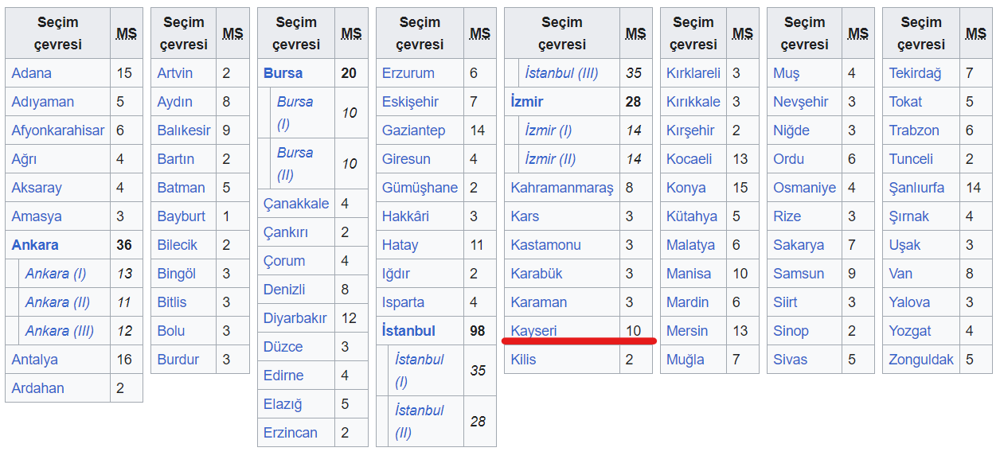 Seçim çevresi MS
Adana 15
Adıyaman 5
Afyonkarahisar 6
Ağrı 4
Aksaray 4
Amasya 3
Ankara 36
Ankara (I) 13
Ankara (II) 11
Ankara (III) 12
Antalya 16
Ardahan 2
Seçim çevresi MS
Artvin 2
Aydın 8
Balıkesir 9
Bartın 2
Batman 5
Bayburt 1
Bilecik 2
Bingöl 3
Bitlis 3
Bolu 3
Burdur 3
Seçim çevresi MS
Bursa 20
Bursa (I) 10
Bursa (II) 10
Çanakkale 4
Çankırı 2
Çorum 4
Denizli 8
Diyarbakır 12
Düzce 3
Edirne 4
Elazığ 5
Erzincan 2
Seçim çevresi MS
Erzurum 6
Eskişehir 7
Gaziantep 14
Giresun 4
Gümüşhane 2
Hakkâri 3
Hatay 11
Iğdır 2
Isparta 4
İstanbul 98
İstanbul (I) 35
İstanbul (II) 28
Seçim çevresi MS
İstanbul (III) 35
İzmir 28
İzmir (I) 14
İzmir (II) 14
Kahramanmaraş 8
Kars 3
Kastamonu 3
Karabük 3
Karaman 3
Kayseri 10
Kilis 2
Seçim çevresi MS
Kırklareli 3
Kırıkkale 3
Kırşehir 2
Kocaeli 13
Konya 15
Kütahya 5
Malatya 6
Manisa 10
Mardin 6
Mersin 13
Muğla 7
Seçim çevresi MS
Muş 4
Nevşehir 3
Niğde 3
Ordu 6
Osmaniye 4
Rize 3
Sakarya 7
Samsun 9
Siirt 3
Sinop 2
Sivas 5
Seçim çevresi MS
Tekirdağ 7
Tokat 5
Trabzon 6
Tunceli 2
Şanlıurfa 14
Şırnak 4
Uşak 3
Van 8
Yalova 3
Yozgat 4
Zonguldak 5